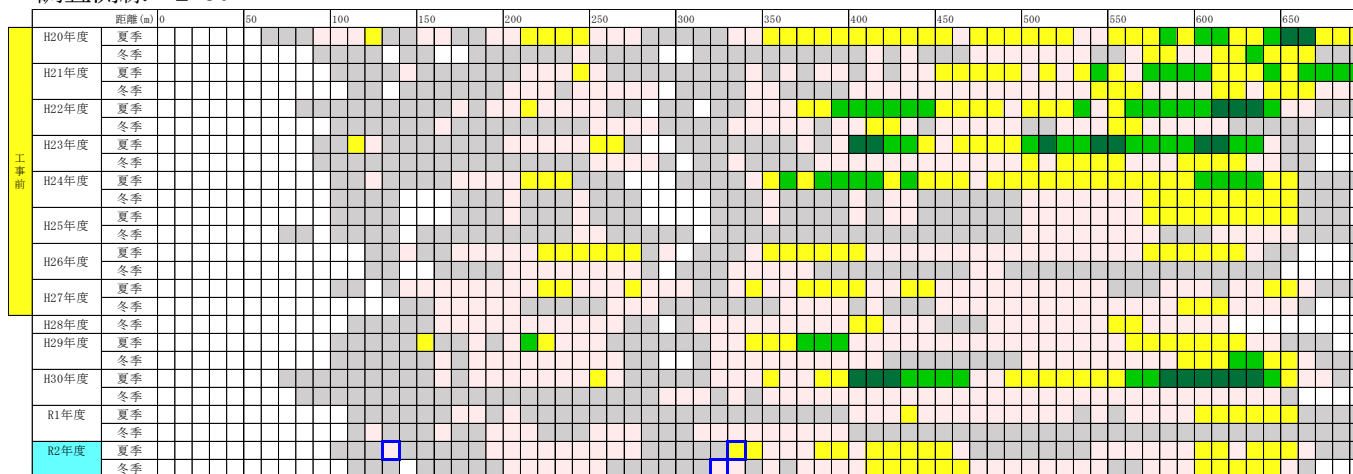 距離(m) 0 50 100 150 200 250 300 350 400 450 500 550 600 650
工事前
H20年度 夏季
冬季
H21年度 夏季
冬季
H22年度 夏季
冬季
H23年度 夏季
冬季
H24年度 夏季
冬季
H25年度 夏季
冬季
H26年度 夏季
冬季
H27年度 夏季
冬季
H28年度 冬季
H29年度 夏季
冬季
H30年度 夏季
冬季
R1年度 夏季
冬季
R2年度 夏季
冬季